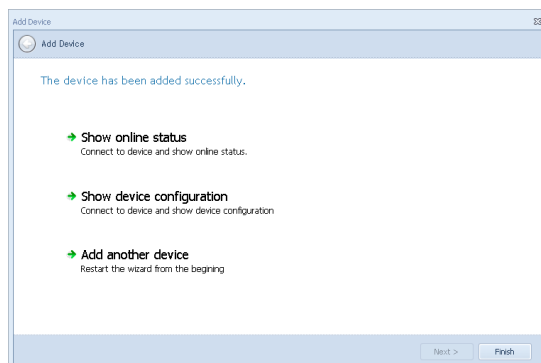 Add Device
Add Device
The device has been added successfully.
Show online status
Connect to device and show online status.
Show device configuration
Connect to device and show device configuration
Add another device
Restart the wizard from the begining
Next >
Finish